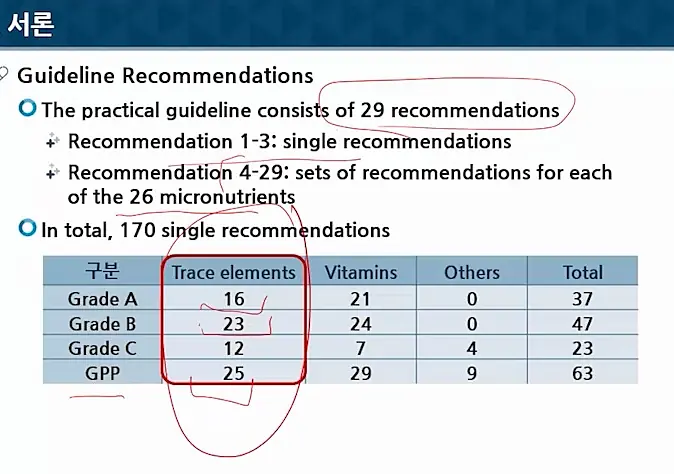 서론
Guideline Recommendations
The practical guideline consists of 29 recommendations
Recommendation 1-3: single recommendations
Recommendation 4-29: sets of recommendations for each
of the 26 micronutrients
In total, 170 single recommendations
구분 Trace elements Vitamins Others Total
Grade A 16 21 0 37
Grade B 23 24 0 47
Grade C 12 7 4 23
GPP 25 29 9 63